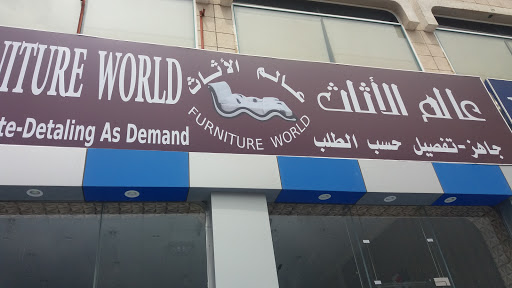 NITURE WORLD
te-Detaling As Demand
عالم الأثاث
FURNITURE WORLD
عالم الأثاث
جاهز-تفصيل حسب الطلب